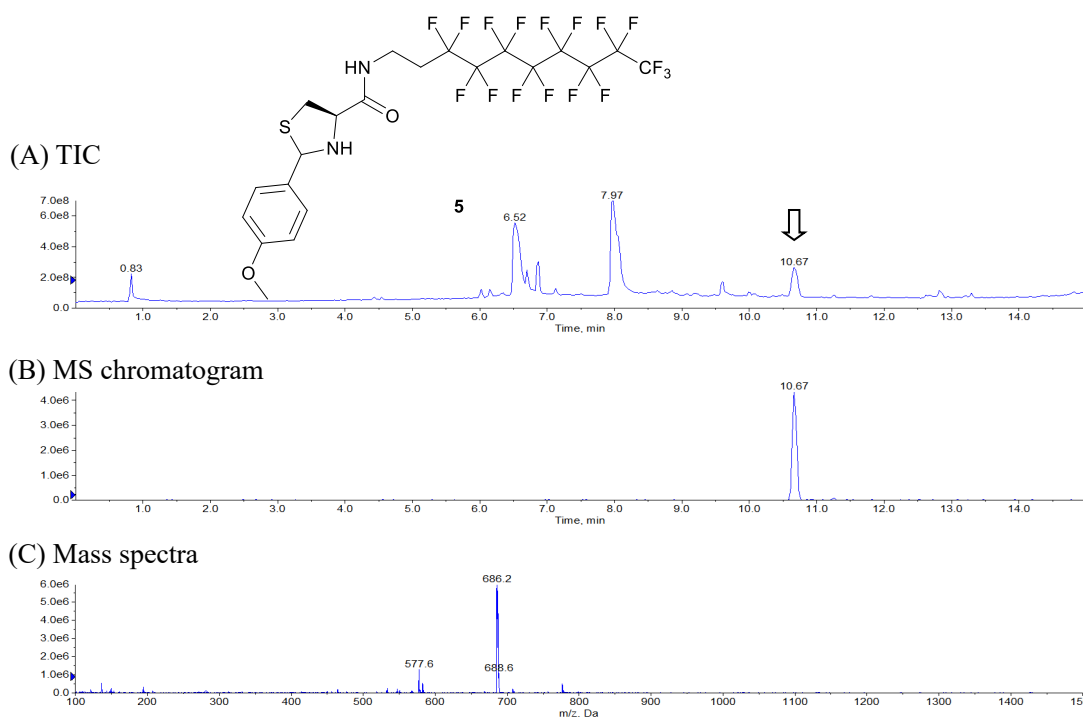 F F F F F F F F
HN
CF3
F F F F F F
S
O
NH
(A) TIC
5
O
7.0e8
6.0e8
4.0e8
2.0e8
0.0
0.83
6.52
7.97
10.67
1.0 2.0 3.0 4.0 5.0 6.0 7.0 8.0 9.0 10.0 11.0 12.0 13.0 14.0
Time, min
(B) MS chromatogram
10.67
4.0e6
3.0e6
2.0e6
1.0e6
0.0
1.0 2.0 3.0 4.0 5.0 6.0 7.0 8.0 9.0 10.0 11.0 12.0 13.0 14.0
Time, min
(C) Mass spectra
6.0e6
5.0e6
4.0e6
3.0e6
2.0e6
1.0e6
0.0
686.2
577.6
688.6
100 200 300 400 500 600 700 800 900 1000 1100 1200 1300 1400
m/z, Da